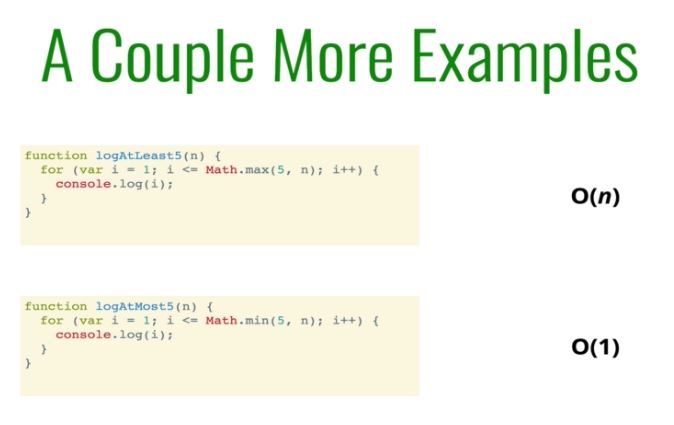 A Couple More Examples
function logAtLeast5(n) {
  for (var i = 1; i <= Math.max(5, n); i++) {
    console.log(i);
  }
}
O(n)
function logAtMost5(n) {
  for (var i = 1; i <= Math.min(5, n); i++) {
    console.log(i);
  }
}
O(1)